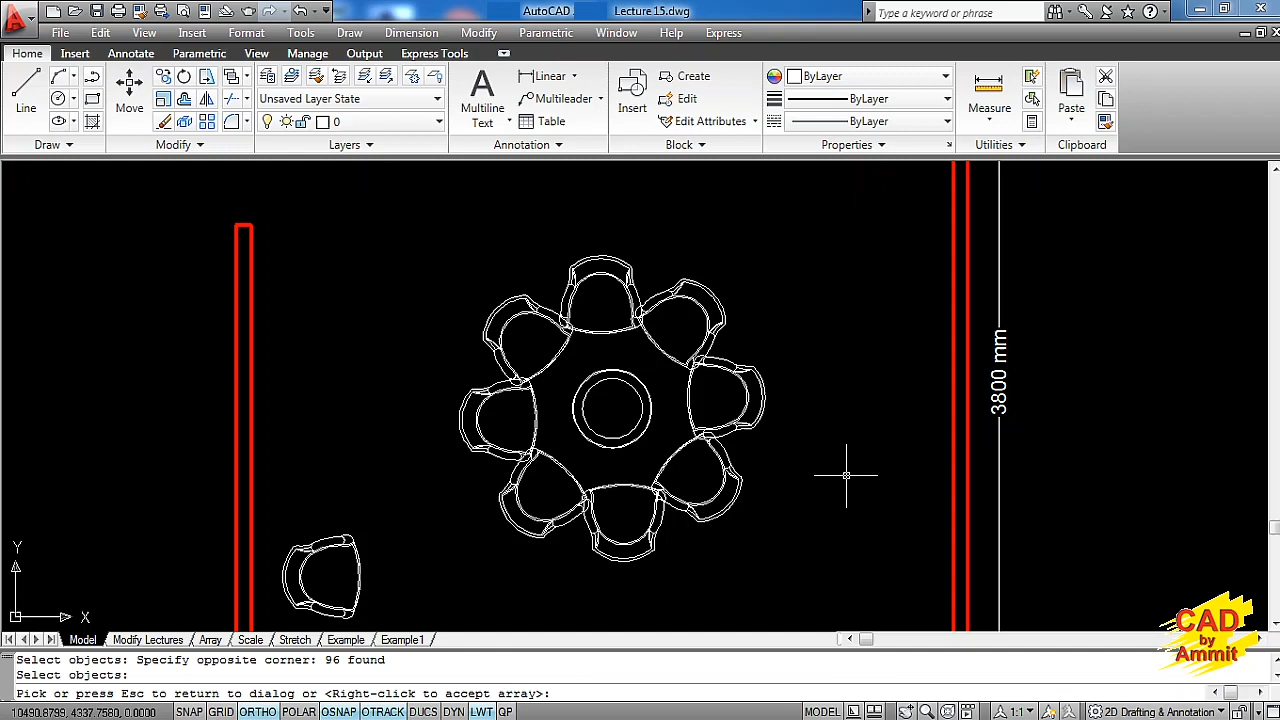 AutoCAD Lecture 15.dwg Type a keyword or phrase
File Edit View Insert Format Tools Draw Dimension Modify Parametric Window Help Express
Home Insert Annotate Parametric View Manage Output Express Tools
Line Move Unsaved Layer State 0 Multiline Text Linear Multileader Table Insert Create Edit Edit Attributes ByLayer ByLayer ByLayer Measure Paste
Draw Modify Layers Annotation Block Properties Utilities Clipboard
3800 mm
Y
X
CAD
by
Ammit
Model Modify Lectures Array Scale Stretch Example Example1
Select objects: Specify opposite corner: 96 found
Select objects:
Pick or press Esc to return to dialog or <Right-click to accept array>:
10490.8799, 4337.7580, 0.0000 SNAP GRID ORTHO POLAR OSNAP OTRACK DUCS DYN LWT QP MODEL 1:1 2D Drafting & Annotation